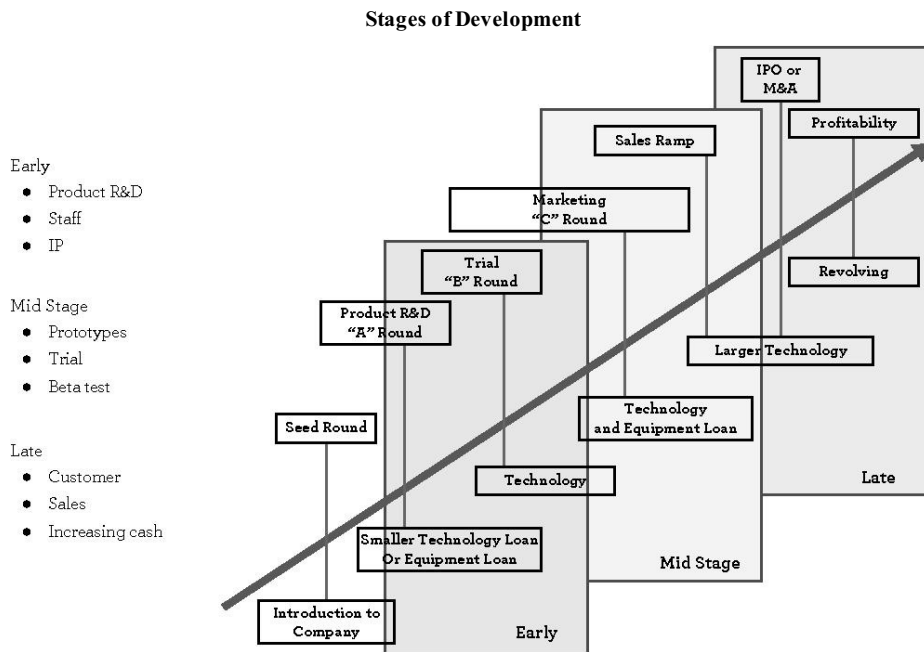 Stages of Development
Early
● Product R&D
● Staff
● IP
Mid Stage
● Prototypes
● Trial
● Beta test
Late
● Customer
● Sales
● Increasing cash
IPO or
M&A
Profitability
Sales Ramp
Marketing
“C” Round
Trial
“B” Round
Product R&D
“A” Round
Seed Round
Revolving
Larger Technology
Technology
and Equipment Loan
Technology
Smaller Technology Loan
Or Equipment Loan
Introduction to
Company
Early
Mid Stage
Late